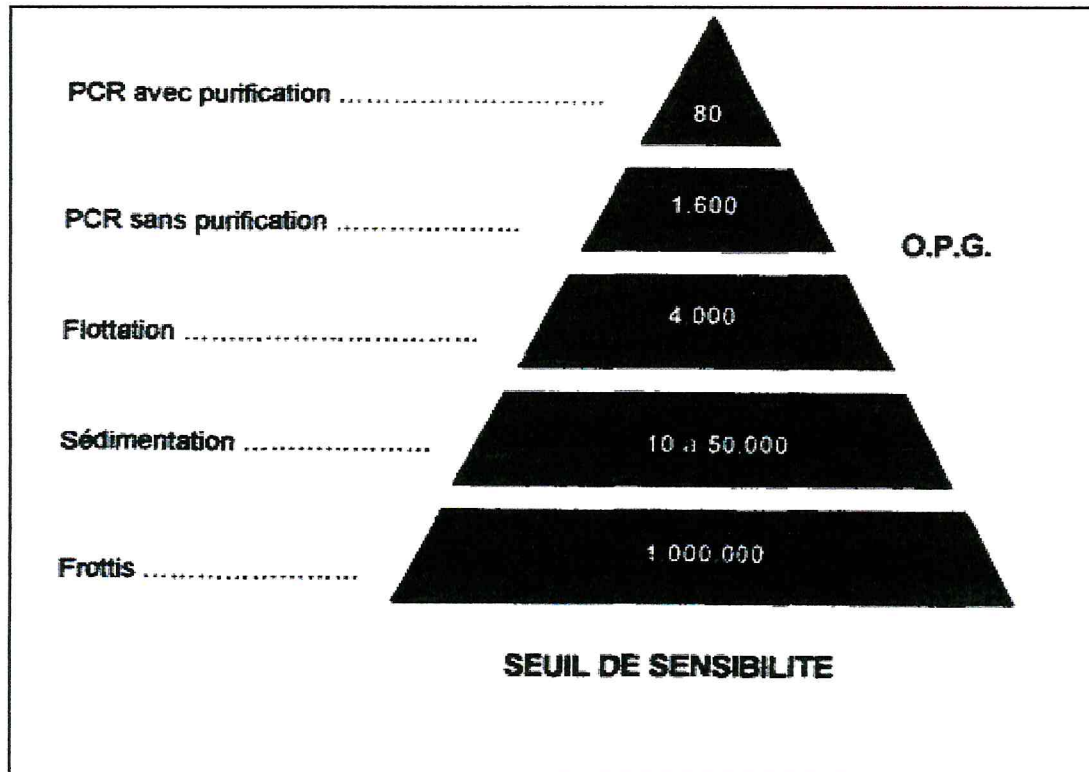 PCR avec purification ........................................
80
PCR sans purification ............................
1.600
O.P.G.
Flottation ............................................
4 000
Sédimentation ............................
10 à 50.000
Frottis ................................
1 000.000
SEUIL DE SENSIBILITE